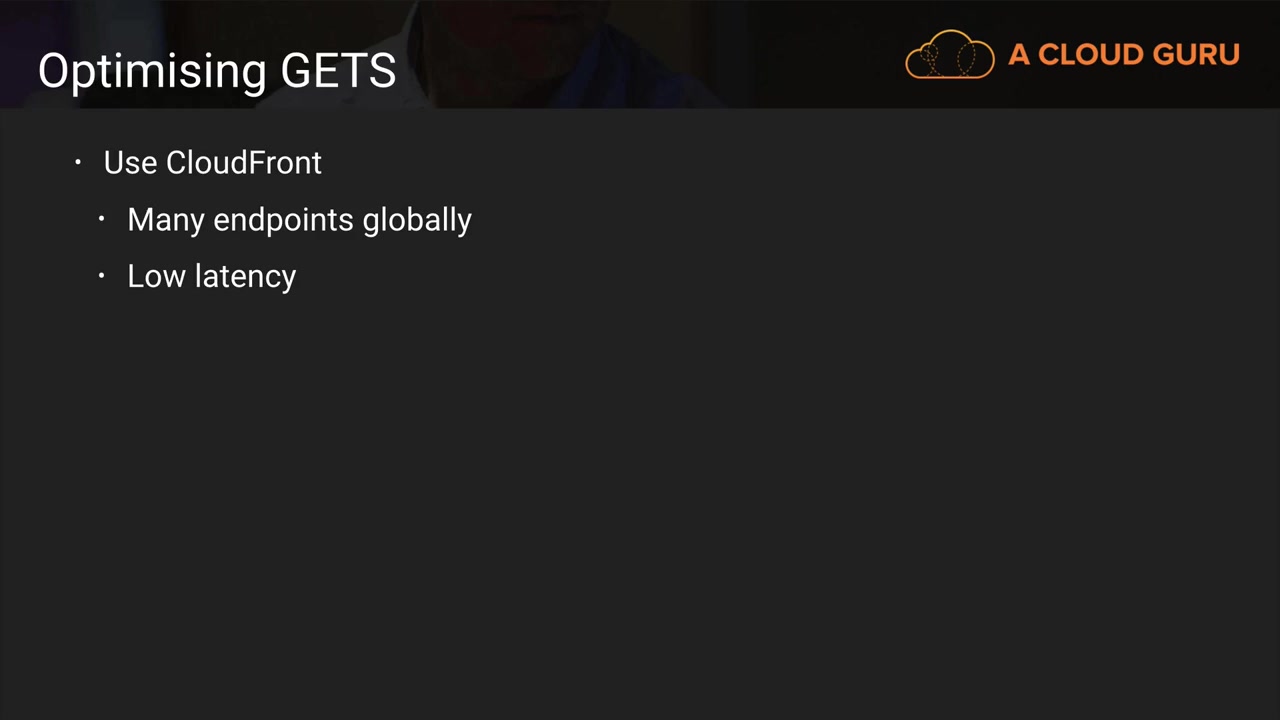 Optimising GETS
A CLOUD GURU
• Use CloudFront
• Many endpoints globally
• Low latency